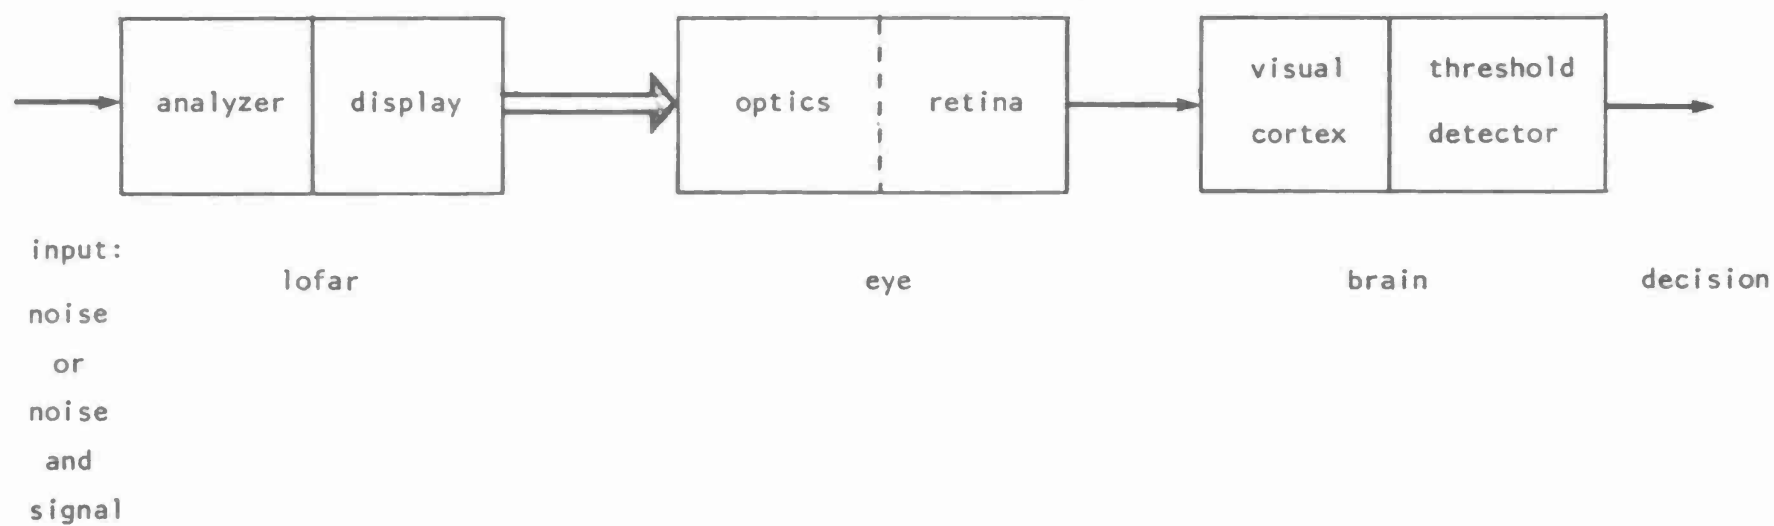 analyzer display
optics retina
visual cortex
threshold detector
input:
noise
or
noise
and
signal
lofar
eye
brain
decision